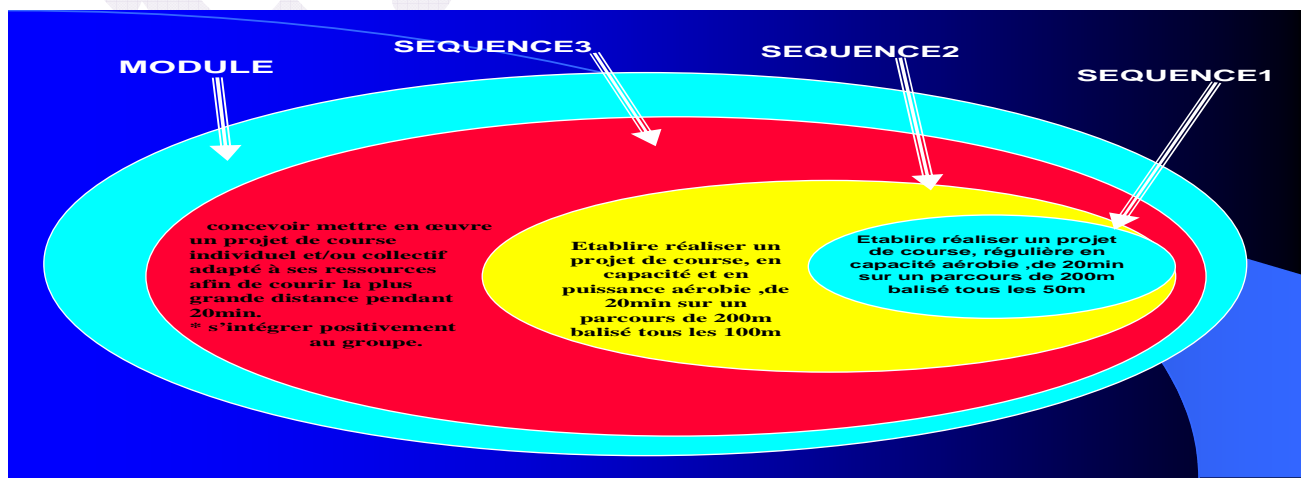 MODULE
SEQUENCE3
SEQUENCE2
SEQUENCE1
concevoir mettre en œuvre
un projet de course
individuel et/ou collectif
adapté à ses ressources
afin de courir la plus
grande distance pendant
20min.
* s'intégrer positivement
au groupe.
Etablire réaliser un
projet de course, en
capacité et en
puissance aérobie ,de
20min sur un
parcours de 200m
balisé tous les 100m
Etablire réaliser un projet
de course, régulière en
capacité aérobie ,de 20min
sur un parcours de 200m
balisé tous les 50m